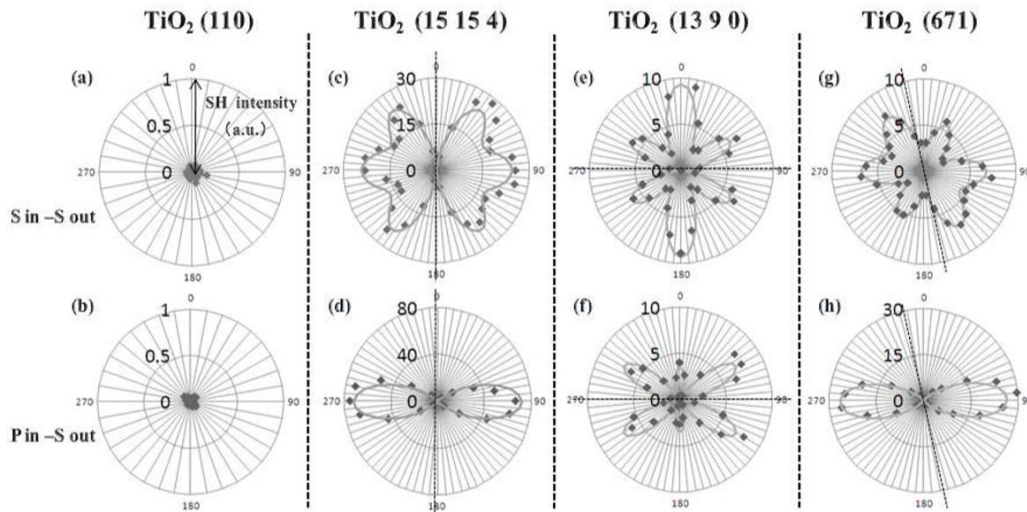 TiO2 (110) TiO2 (15 15 4) TiO2 (13 9 0) TiO2 (671)
(a) 0 1 0.5 0 SH intensity (a.u.) 270 90 180
(c) 0 30 15 0 270 90 180
(e) 0 10 5 0 270 90 180
(g) 0 10 5 0 270 90 180
S in –S out
(b) 0 1 0.5 0 270 90 180
(d) 0 80 40 0 270 90 180
(f) 0 10 5 0 270 180
(h) 0 30 15 0 270 90 180
P in –S out